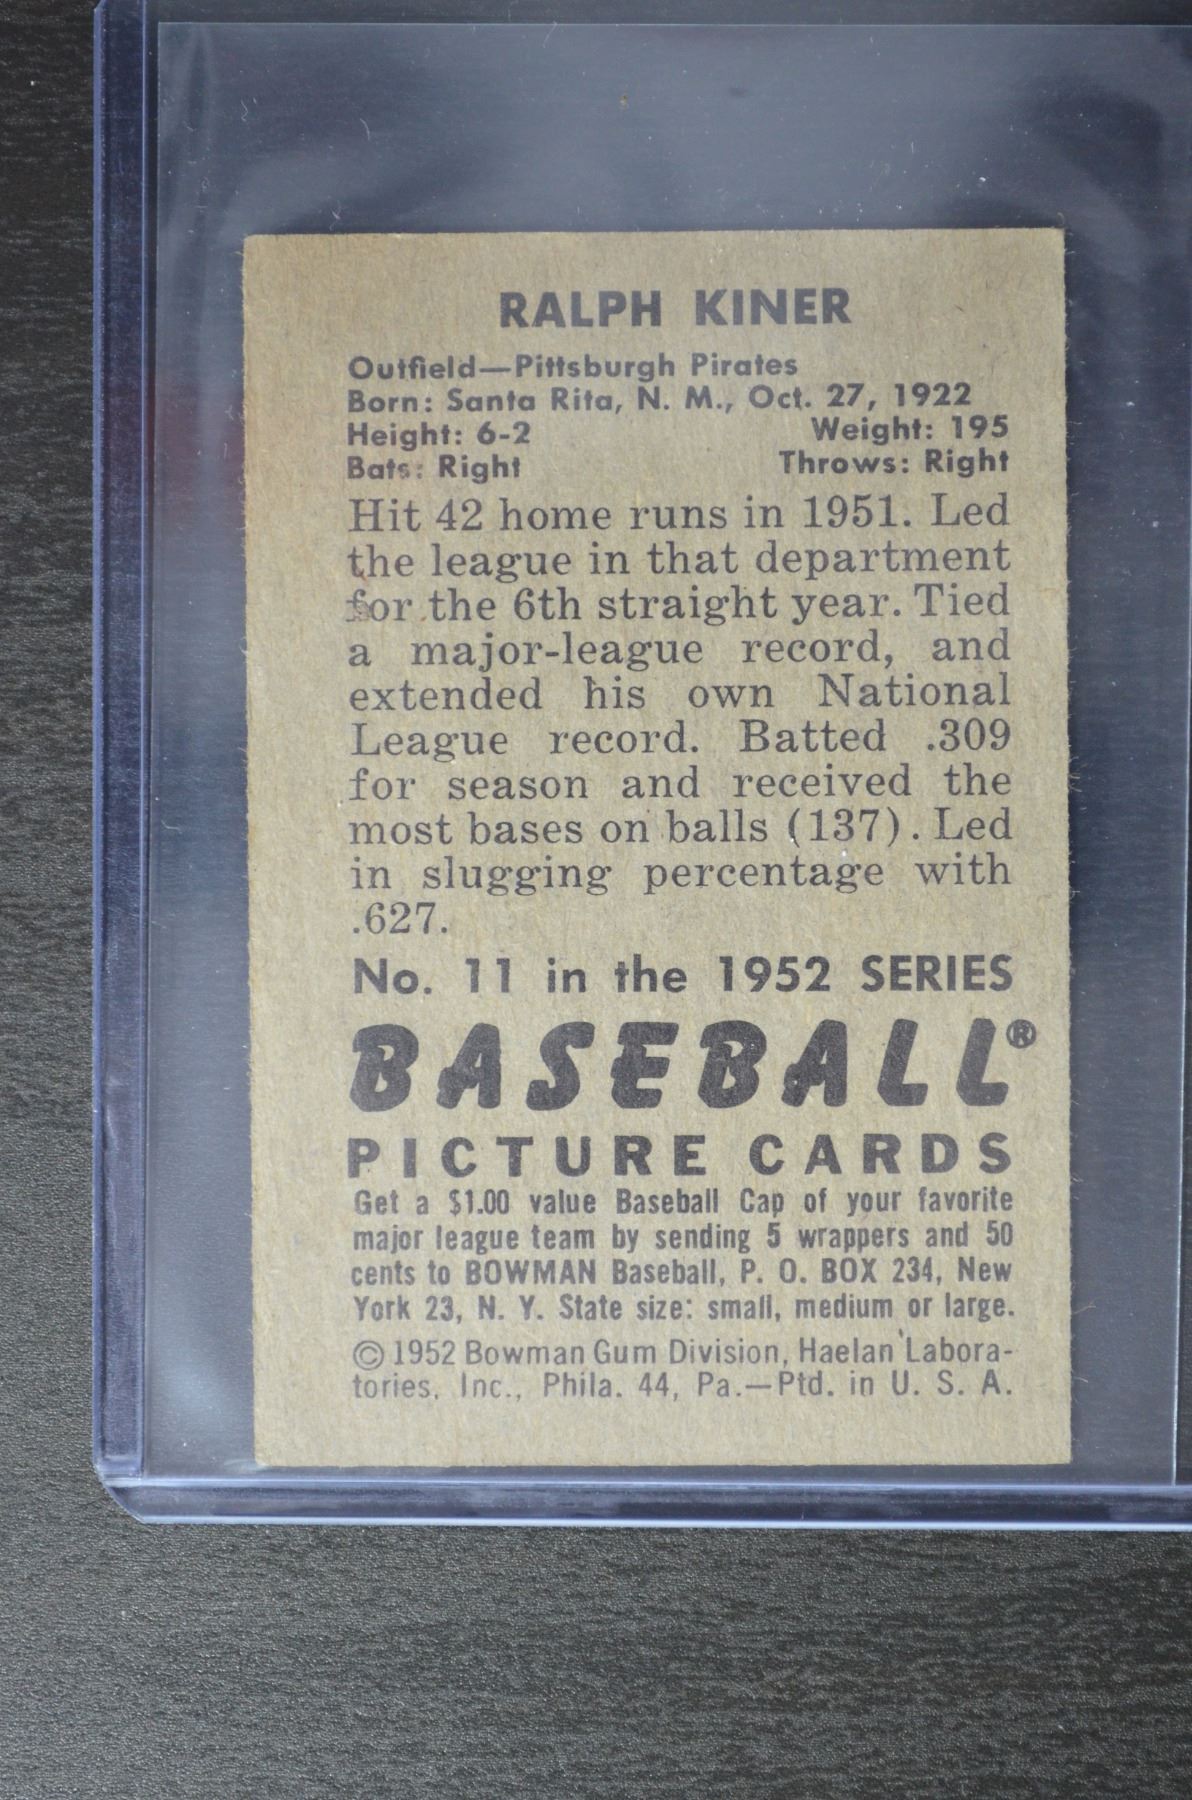 RALPH KINER
Outfield—Pittsburgh Pirates
Born: Santa Rita, N. M., Oct. 27, 1922
Height: 6-2 Weight: 195
Bats: Right Throws: Right
Hit 42 home runs in 1951. Led
the league in that department
for the 6th straight year. Tied
a major-league record, and
extended his own National
League record. Batted .309
for season and received the
most bases on balls (137). Led
in slugging percentage with
.627.
No. 11 in the 1952 SERIES
BASEBALL®
PICTURE CARDS
Get a $1.00 value Baseball Cap of your favorite
major league team by sending 5 wrappers and 50
cents to BOWMAN Baseball, P. O. BOX 234, New
York 23, N. Y. State size: small, medium or large.
©1952 Bowman Gum Division, Haelan Labora-
tories, Inc., Phila. 44, Pa.—Ptd. in U. S. A.